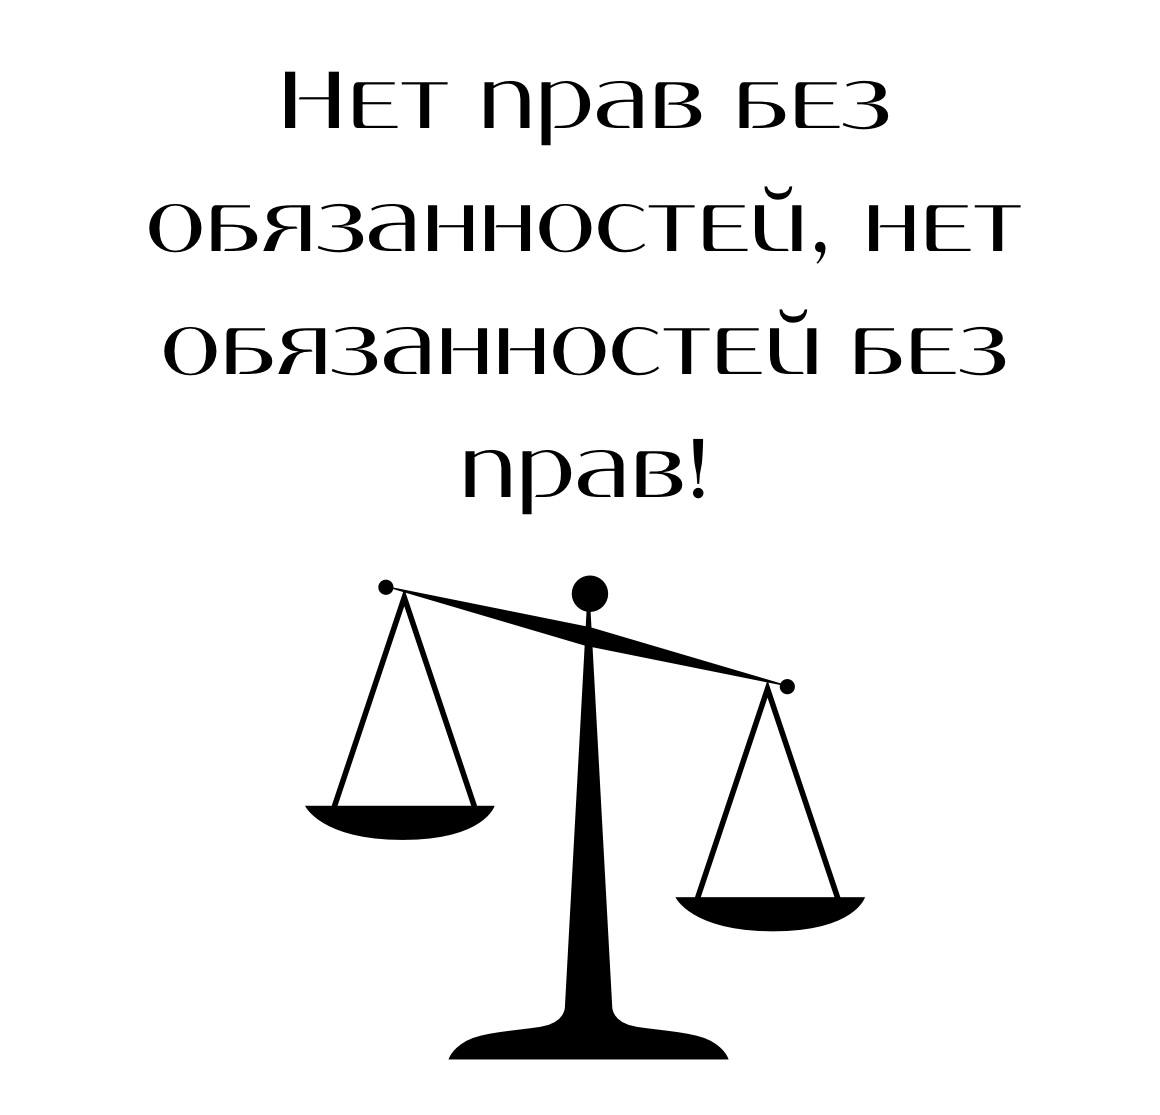 Нет прав без
обязанностей, нет
обязанностей без
прав!